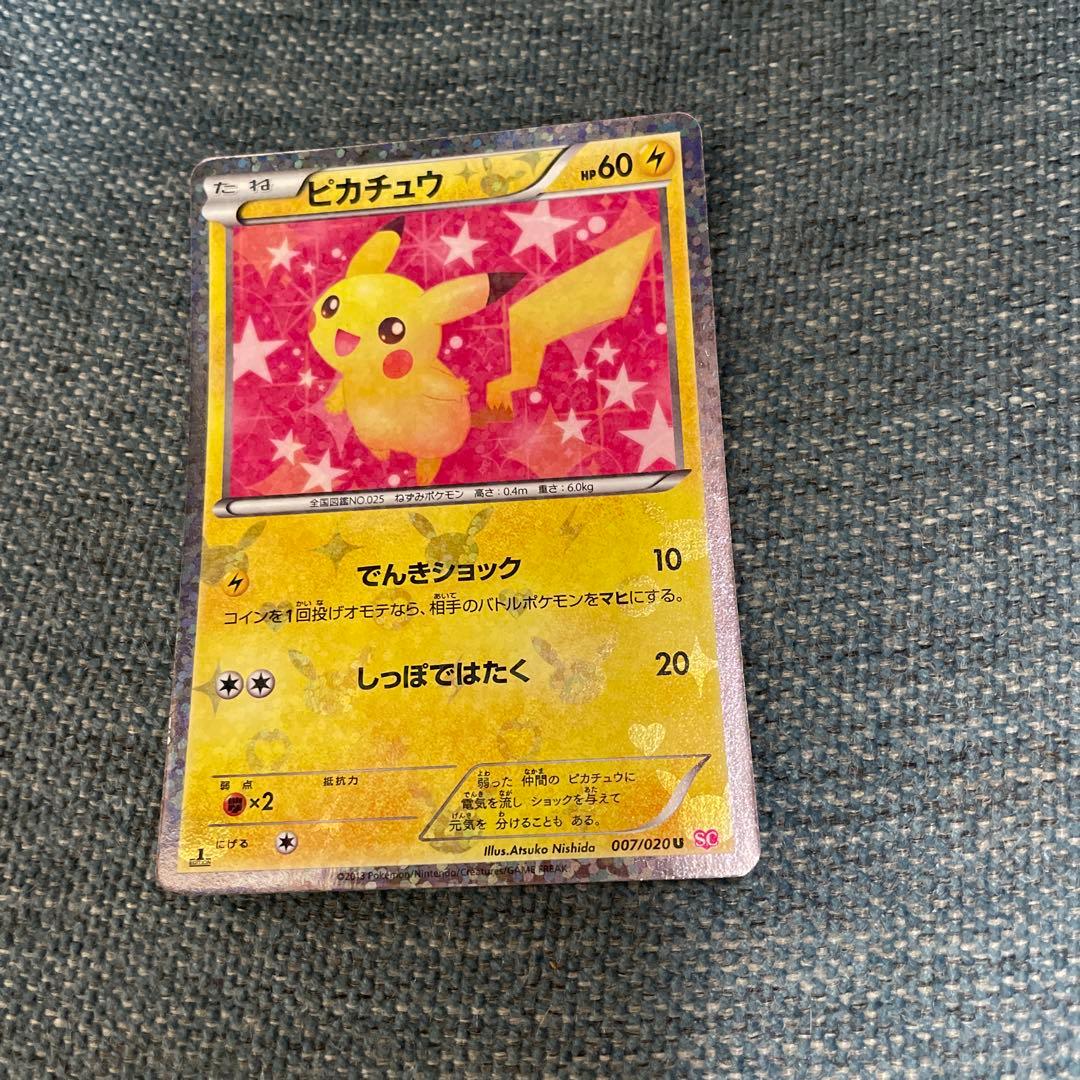 たね ピカチュウ HP60
全国図鑑NO.025 ねずみポケモン 高さ：0.4m 重さ：6.0kg
でんきショック 10
コインを1回投げオモテなら、相手のバトルポケモンをマヒにする。
しっぽではたく 20
弱点 抵抗力
闘×2
にげる
弱った 仲間の ピカチュウに
電気を流し ショックを与えて
元気を 分けることも ある。
1 EDITION
Illus.Atsuko Nishida 007/020 U SC
©2013 Pokémon/Nintendo/Creatures/GAME FREAK.